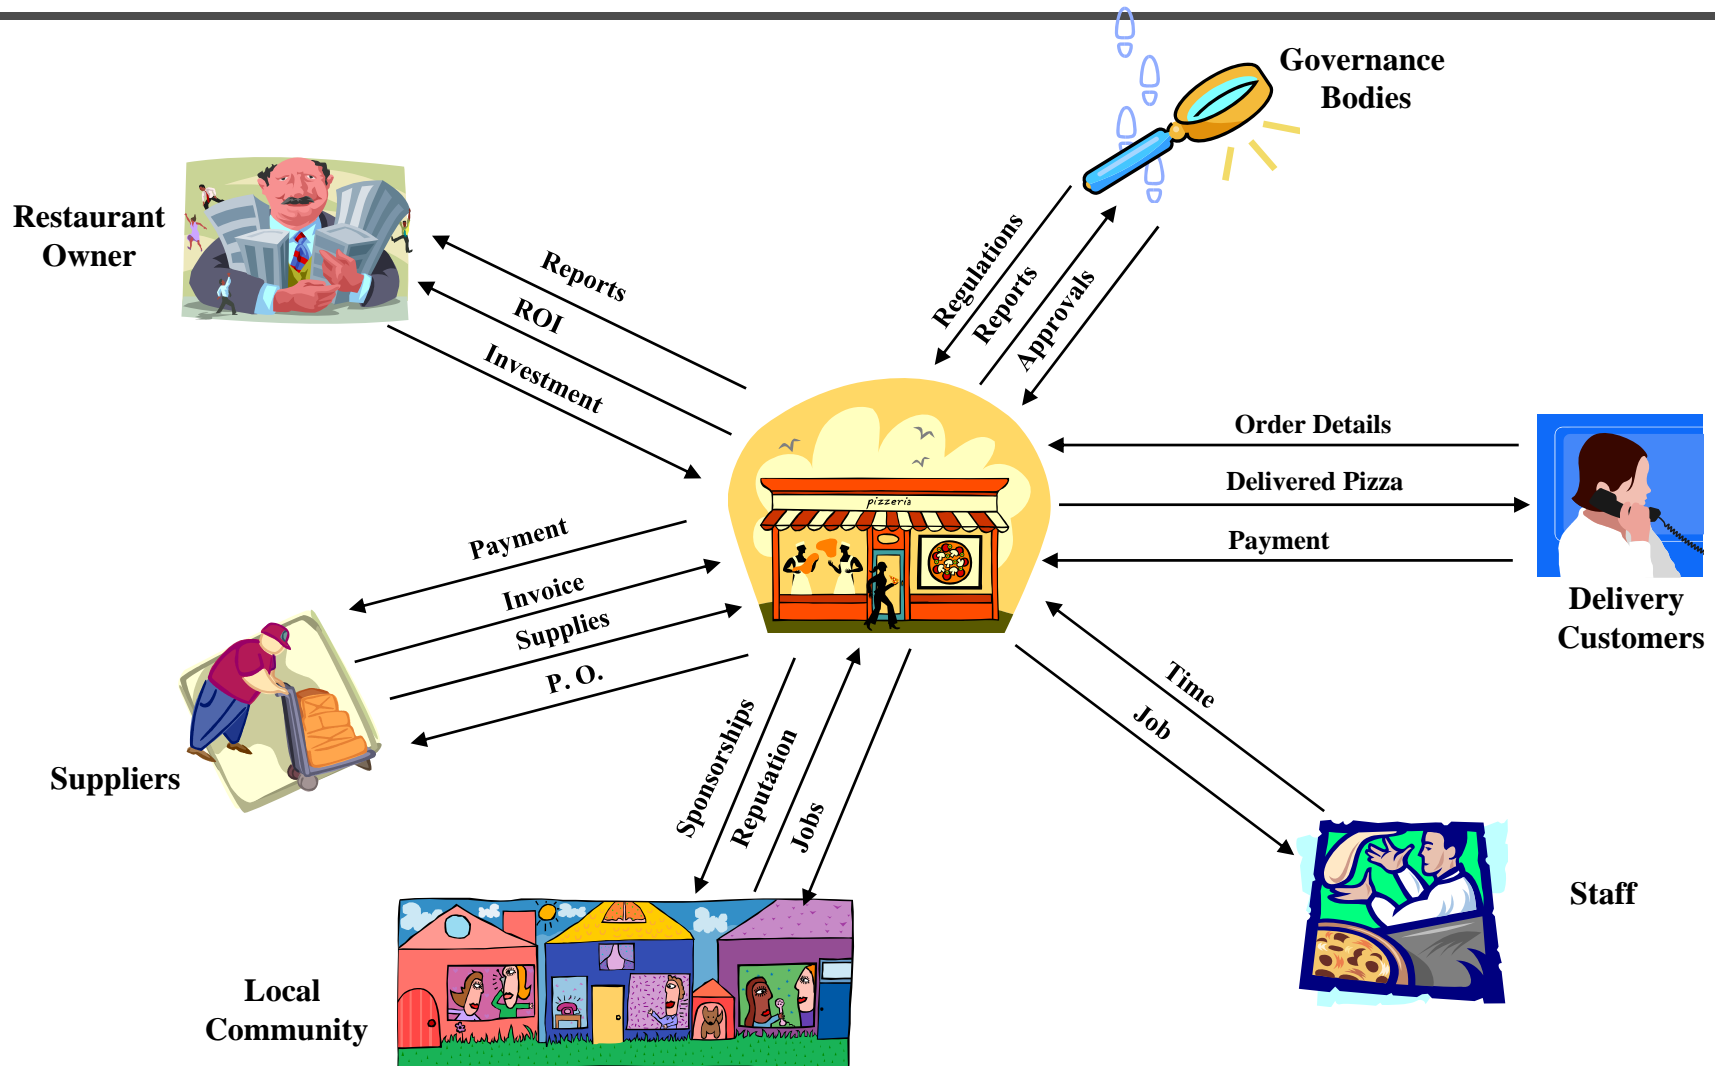 Governance
Bodies
Restaurant
Owner
Reports
ROI
Investment
Regulations
Reports
Approvals
Order Details
Delivered Pizza
Payment
Delivery
Customers
pizzeria
Payment
Invoice
Supplies
P. O.
Suppliers
Time
Job
Staff
Sponsorships
Reputation
Jobs
Local
Community